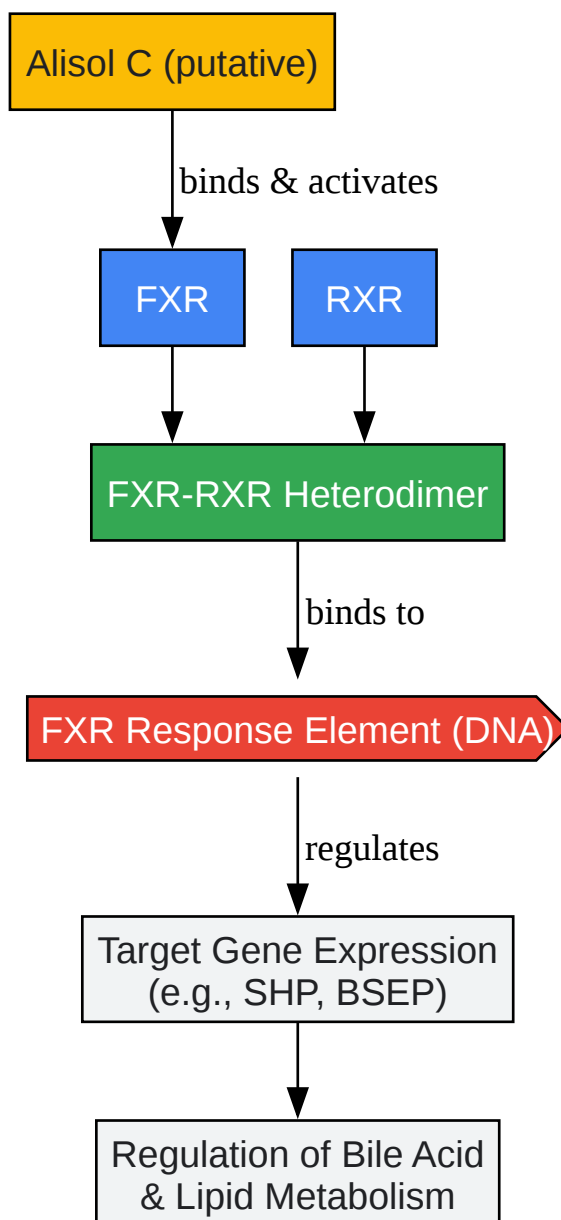 Alisol C (putative)
binds & activates
FXR
RXR
FXR-RXR Heterodimer
binds to
FXR Response Element (DNA)
regulates
Target Gene Expression
(e.g., SHP, BSEP)
Regulation of Bile Acid
& Lipid Metabolism